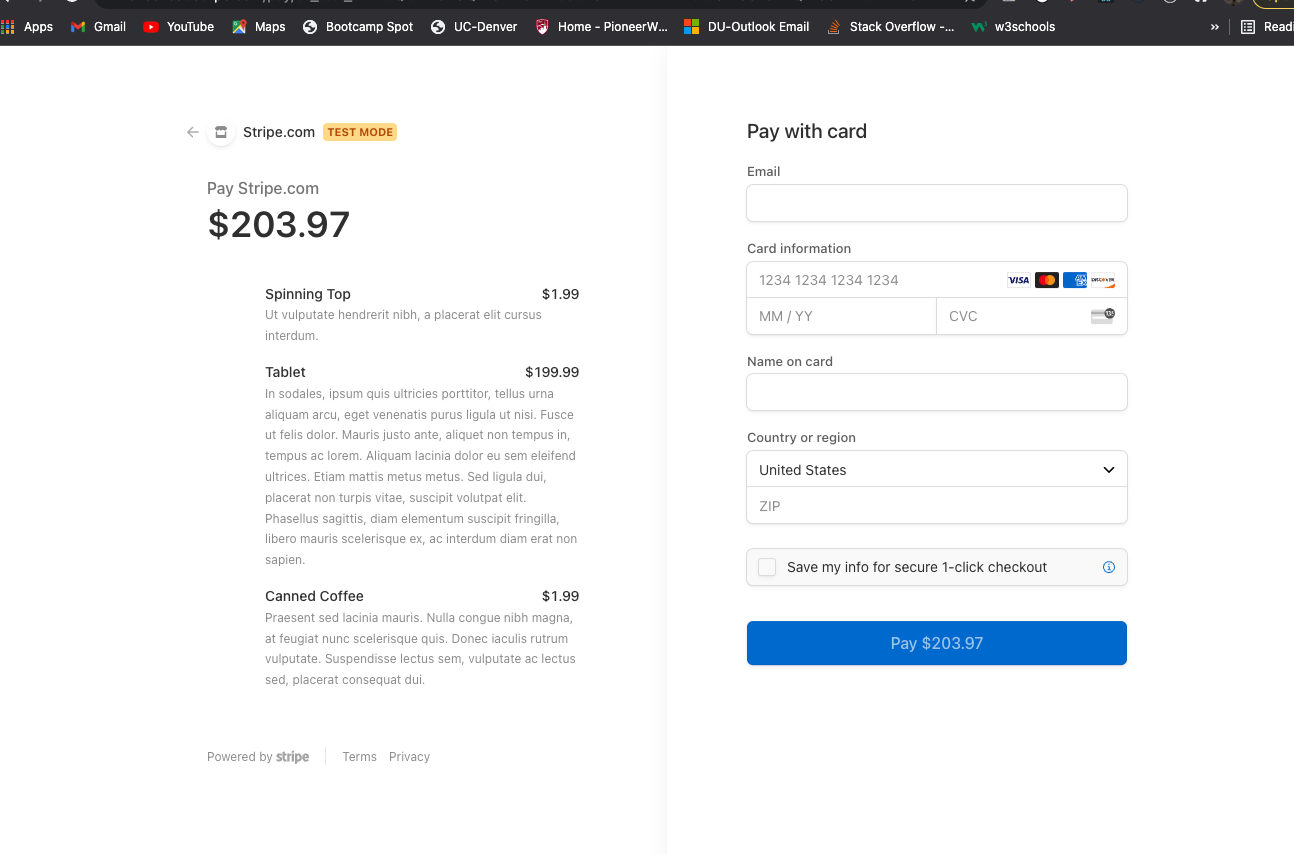 Apps Gmail YouTube Maps Bootcamp Spot UC-Denver Home - PioneerW... DU-Outlook Email Stack Overflow -... w3schools »
Stripe.com TEST MODE
Pay Stripe.com
$203.97
Spinning Top $1.99
Ut vulputate hendrerit nibh, a placerat elit cursus
interdum.
Tablet $199.99
In sodales, ipsum quis ultricies porttitor, tellus urna
aliquam arcu, eget venenatis purus ligula ut nisi. Fusce
ut felis dolor. Mauris justo ante, aliquet non tempus in,
tempus ac lorem. Aliquam lacinia dolor eu sem eleifend
ultrices. Etiam mattis metus metus. Sed ligula dui,
placerat non turpis vitae, suscipit volutpat elit.
Phasellus sagittis, diam elementum suscipit fringilla,
libero mauris scelerisque ex, ac interdum diam erat non
sapien.
Canned Coffee $1.99
Praesent sed lacinia mauris. Nulla congue nibh magna,
at feugiat nunc scelerisque quis. Donec iaculis rutrum
vulputate. Suspendisse lectus sem, vulputate ac lectus
sed, placerat consequat dui.
Powered by stripe Terms Privacy
Pay with card
Email
Card information
1234 1234 1234 1234 VISA AMEX DISCOVER
MM / YY CVC 135
Name on card
Country or region
United States
ZIP
Save my info for secure 1-click checkout
Pay $203.97